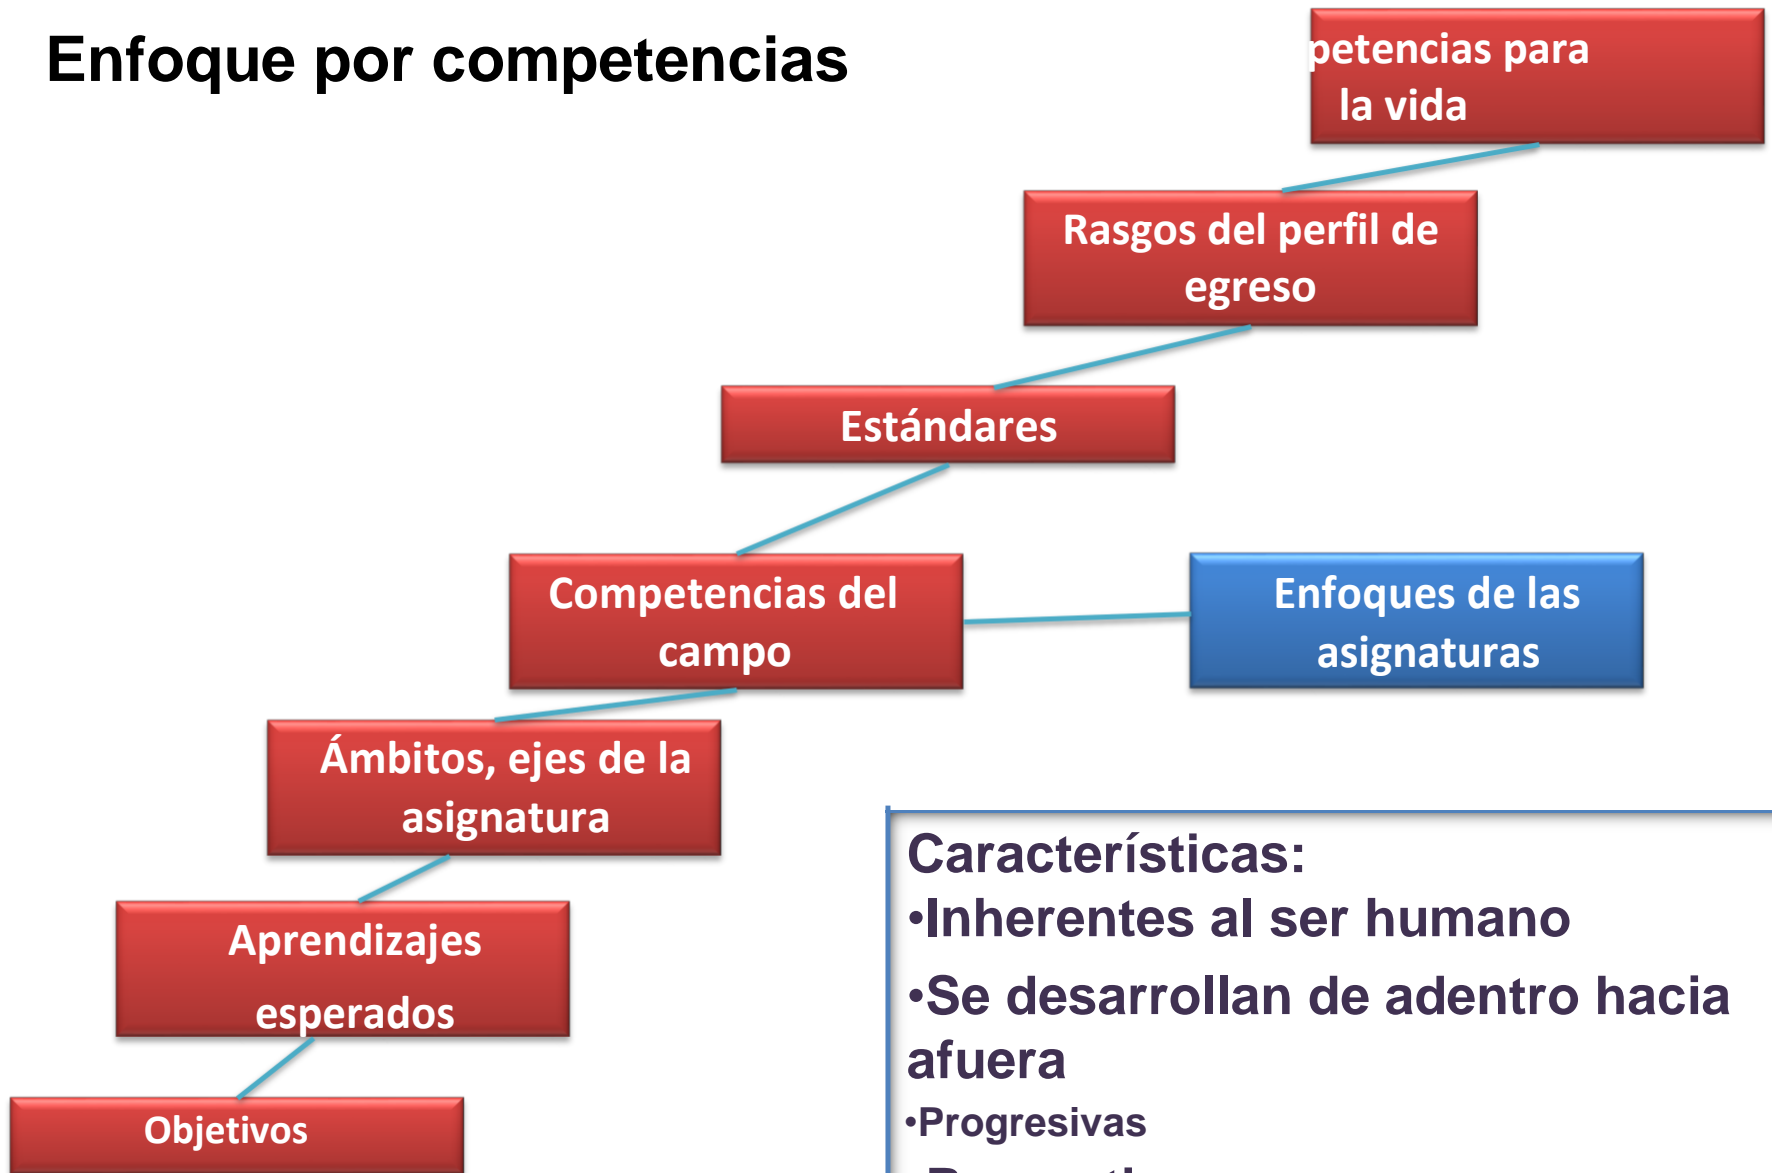 Enfoque por competencias
petencias para
la vida
Rasgos del perfil de
egreso
Estándares
Competencias del
campo
Enfoques de las
asignaturas
Ámbitos, ejes de la
asignatura
Aprendizajes
esperados
Objetivos
Características:
•Inherentes al ser humano
•Se desarrollan de adentro hacia
afuera
•Progresivas